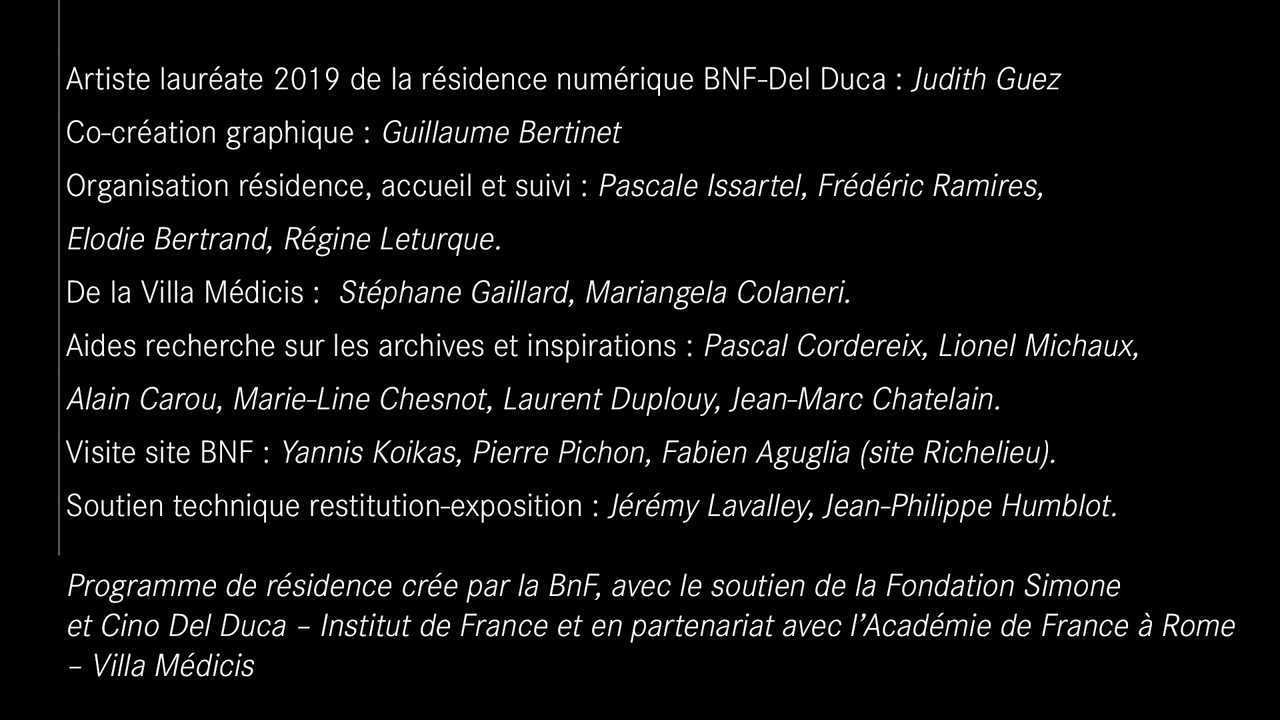 Artiste lauréate 2019 de la résidence numérique BNF-Del Duca : Judith Guez
Co-création graphique : Guillaume Bertinet
Organisation résidence, accueil et suivi : Pascale Issartel, Frédéric Ramires,
Elodie Bertrand, Régine Leturque.
De la Villa Médicis :  Stéphane Gaillard, Mariangela Colaneri.
Aides recherche sur les archives et inspirations : Pascal Cordereix, Lionel Michaux,
Alain Carou, Marie-Line Chesnot, Laurent Duplouy, Jean-Marc Chatelain.
Visite site BNF : Yannis Koikas, Pierre Pichon, Fabien Aguglia (site Richelieu).
Soutien technique restitution-exposition : Jérémy Lavalley, Jean-Philippe Humblot.
Programme de résidence crée par la BnF, avec le soutien de la Fondation Simone
et Cino Del Duca – Institut de France et en partenariat avec l’Académie de France à Rome
– Villa Médicis